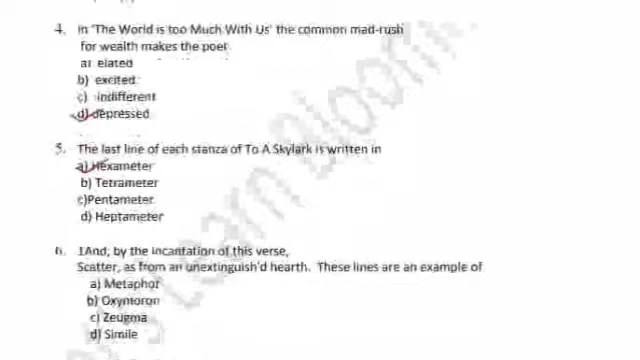 4. In 'The World is too Much With Us' the common mad-rush
for wealth makes the poet
a) elated
b) excited
c) indifferent
d) depressed
5. The last line of each stanza of To A Skylark is written in
a) Hexameter
b) Tetrameter
c)Pentameter
d) Heptameter
6. 1And, by the incantation of this verse,
Scatter, as from an unextinguish'd hearth. These lines are an example of
a) Metaphor
b) Oxymoron
c) Zeugma
d) Simile
Learn Bloom